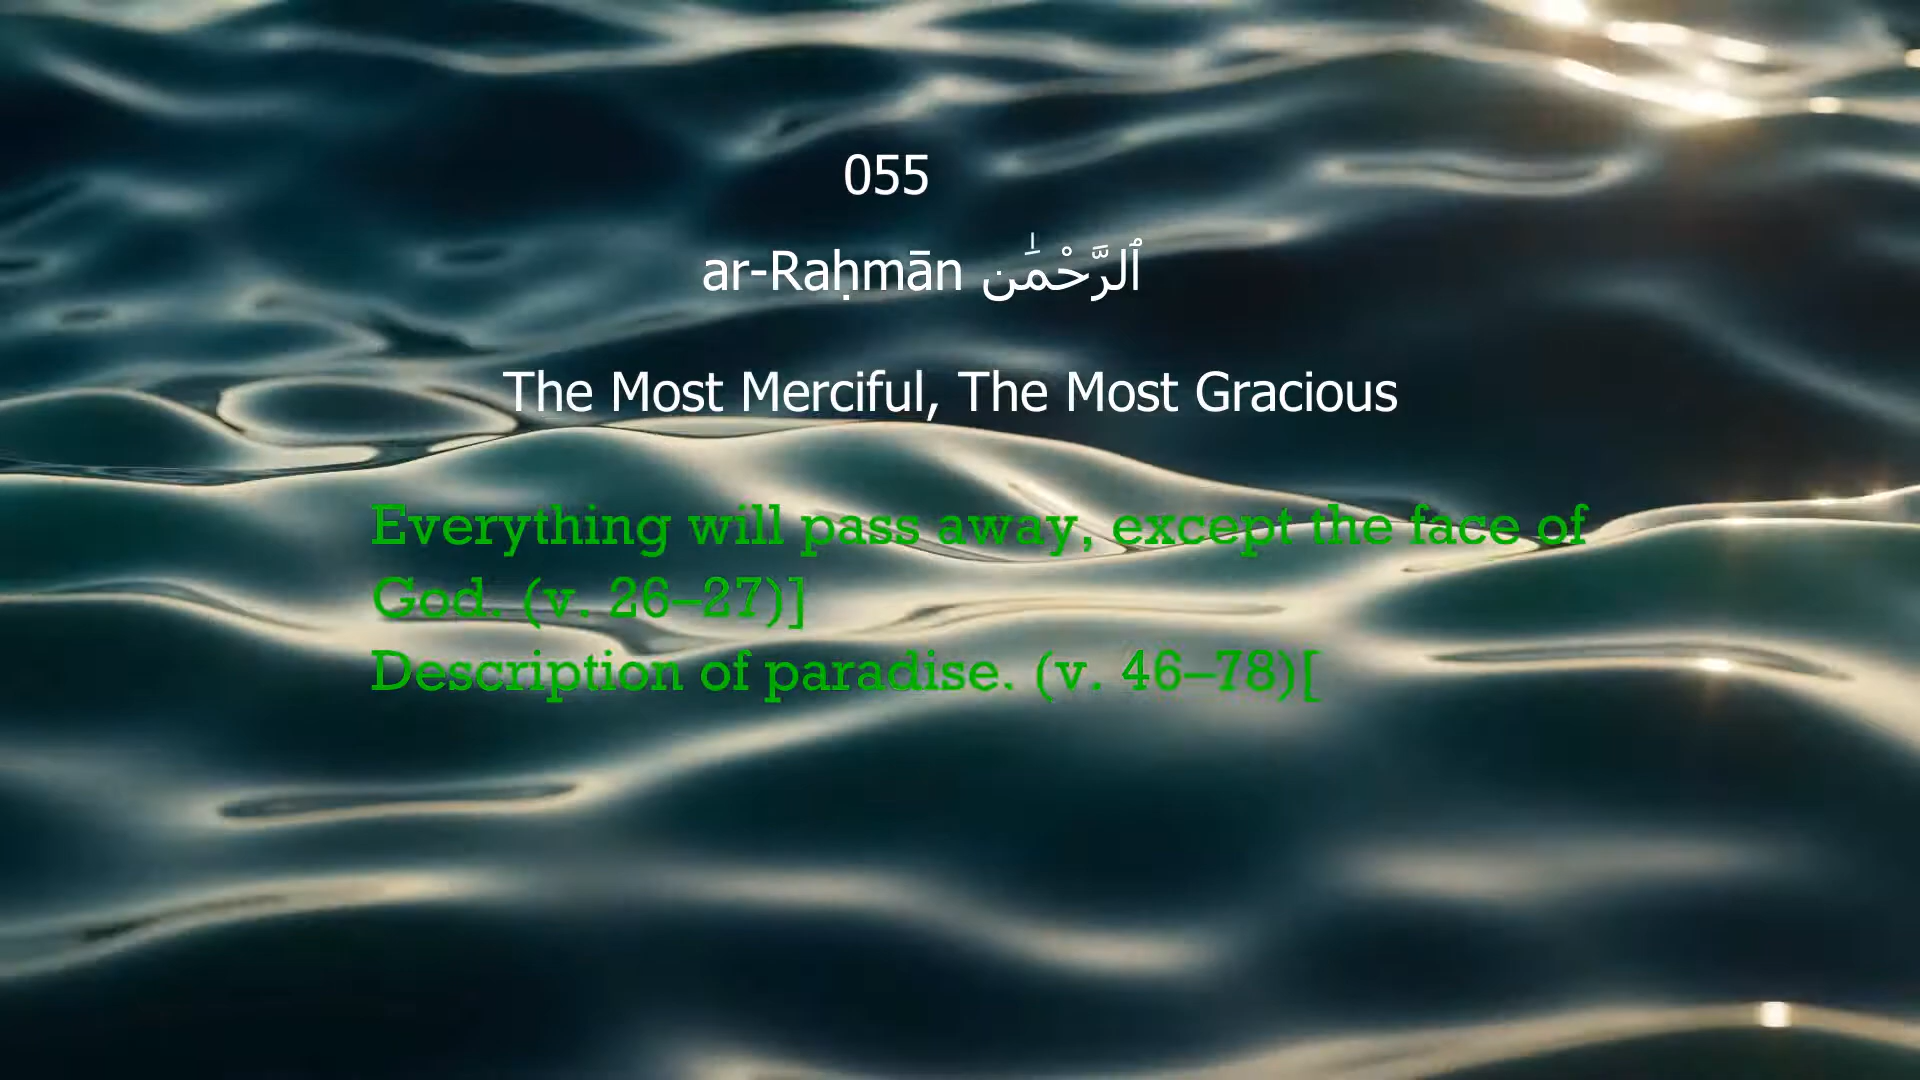 055
ar-Raḥmān ٱلرَّحْمَٰن
The Most Merciful, The Most Gracious
Everything will pass away, except the face of
God. (v. 26–27)]
Description of paradise. (v. 46–78)[